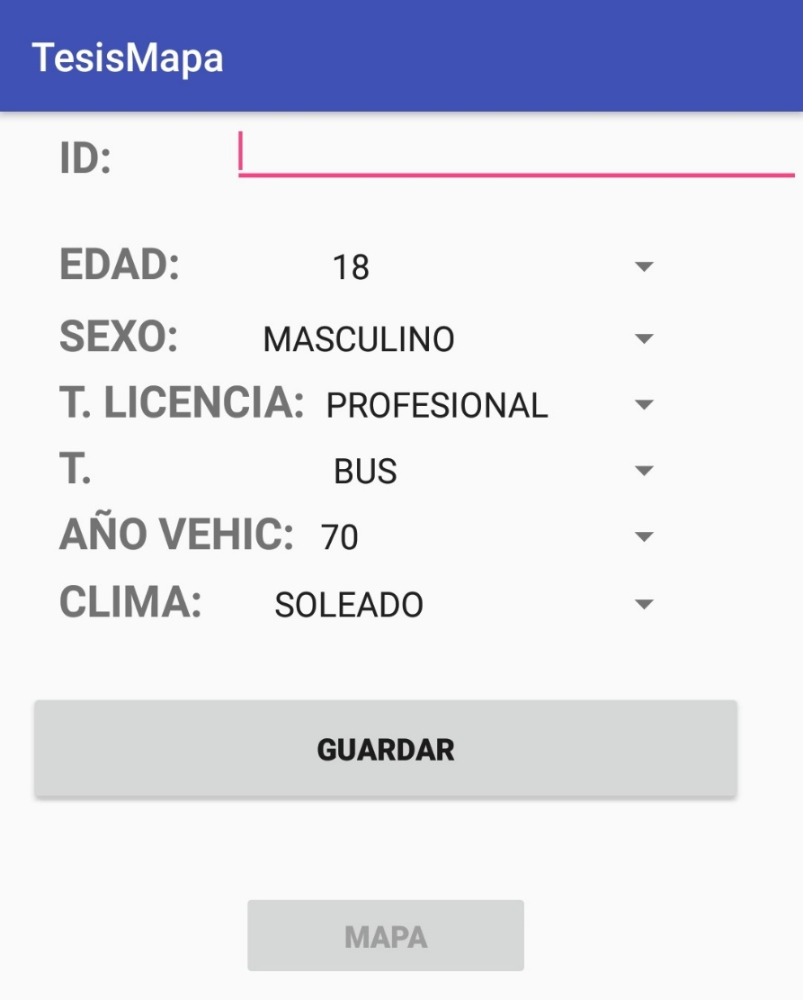 TesisMapa
ID:
EDAD: 18
SEXO: MASCULINO
T. LICENCIA: PROFESIONAL
T. BUS
AÑO VEHIC: 70
CLIMA: SOLEADO
GUARDAR
MAPA